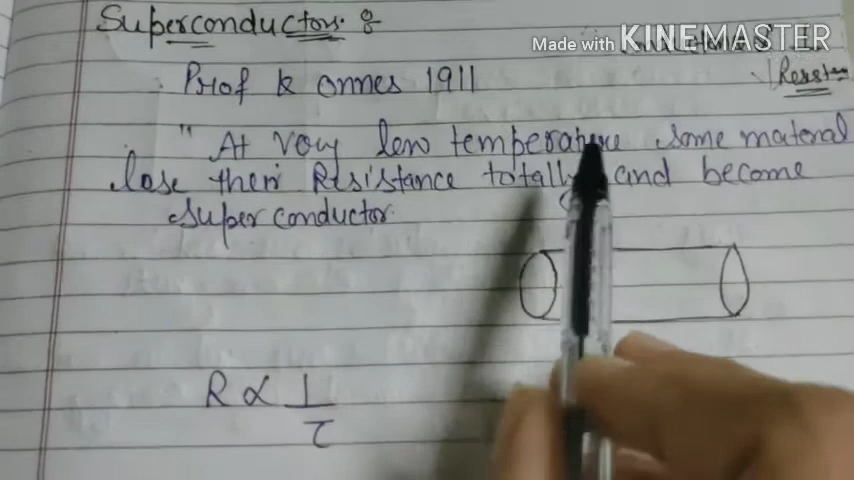 Superconductors :
Made with KINEMASTER
Prof k onnes 1911
" At very low temperature some material
lose their Resistance totally and become
superconductor.
R ∝ 1/τ